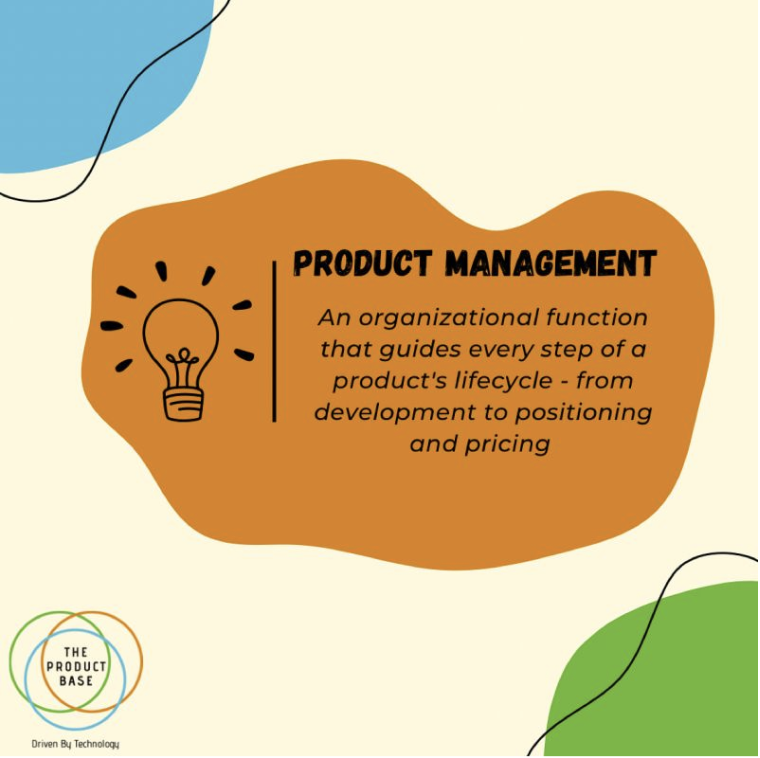 PRODUCT MANAGEMENT
An organizational function
that guides every step of a
product's lifecycle - from
development to positioning
and pricing
THE
PRODUCT
BASE
Driven By Technology